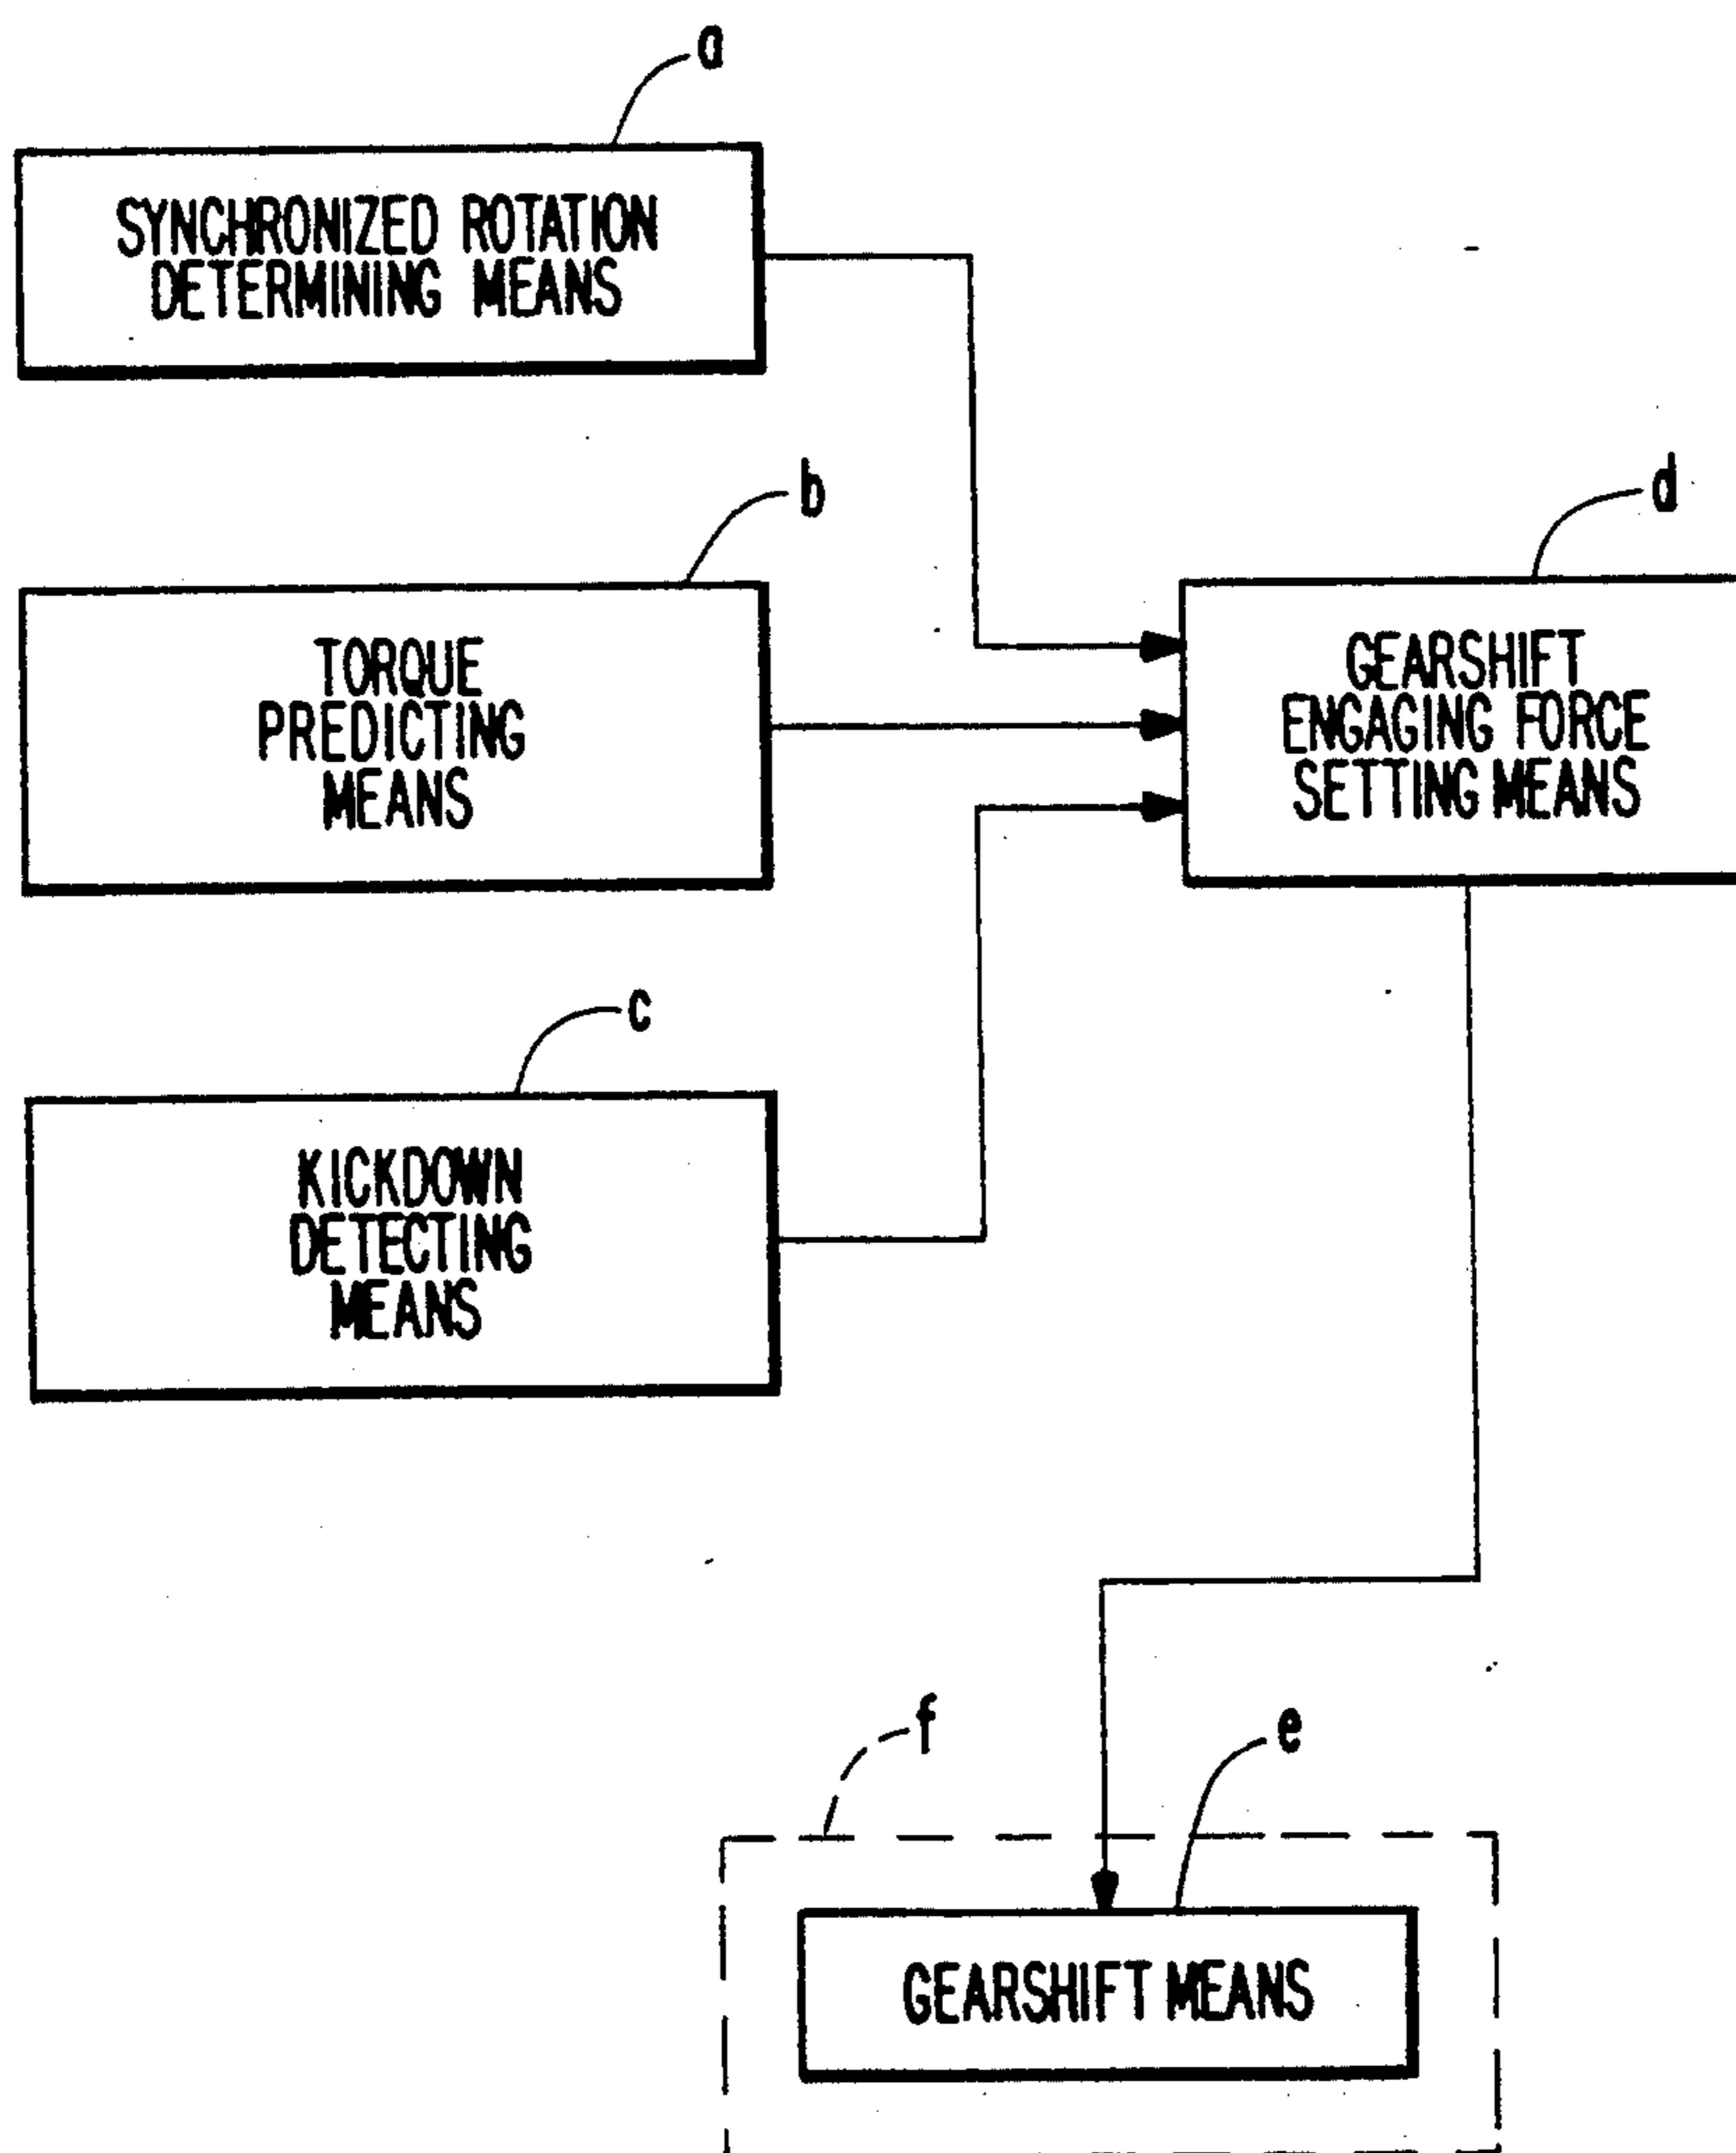 a
SYNCHRONIZED ROTATION
DETERMINING MEANS
b
TORQUE
PREDICTING
MEANS
d
GEARSHIFT
ENGAGING FORCE
SETTING MEANS
c
KICKDOWN
DETECTING
MEANS
f
e
GEARSHIFT MEANS